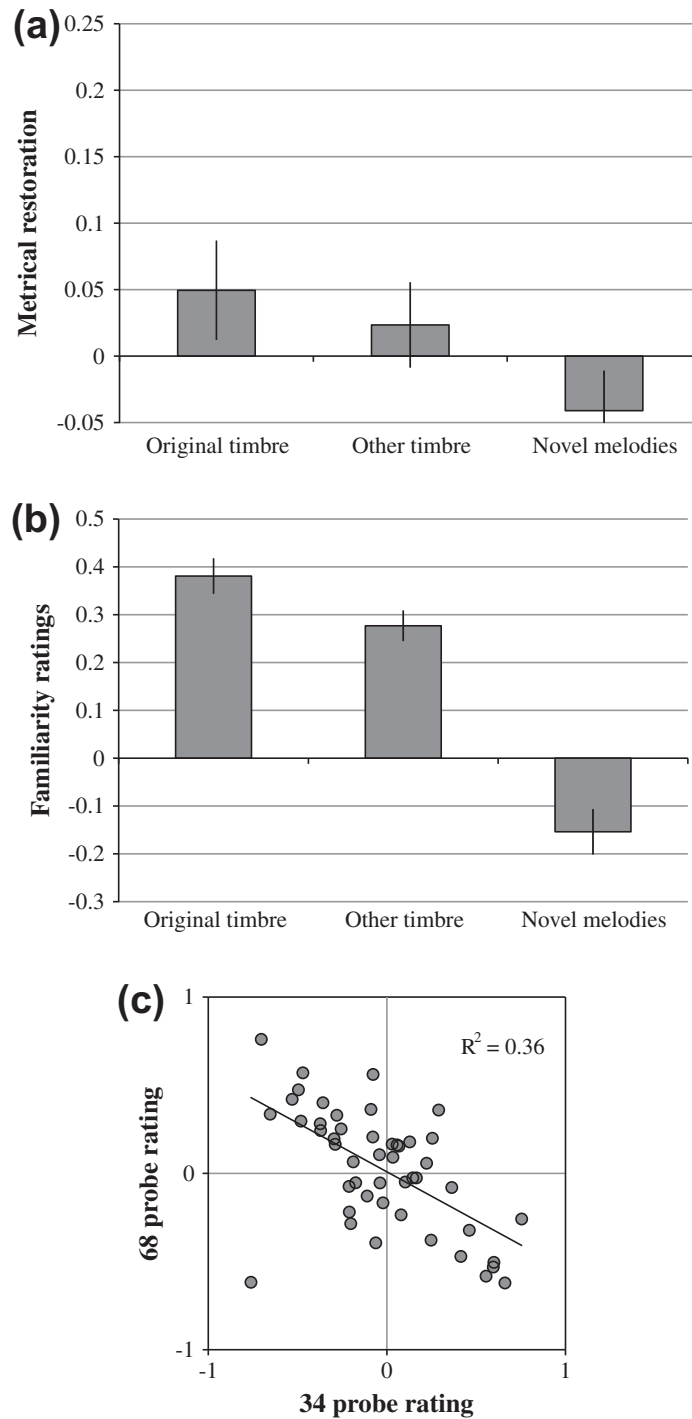 (a)
0.25
0.2
0.15
0.1
0.05
0
-0.05
Metrical restoration
Original timbre Other timbre Novel melodies
(b)
0.5
0.4
0.3
0.2
0.1
0
-0.1
-0.2
-0.3
Familiarity ratings
Original timbre Other timbre Novel melodies
(c)
1
0
-1
68 probe rating
R² = 0.36
-1 0 1
34 probe rating